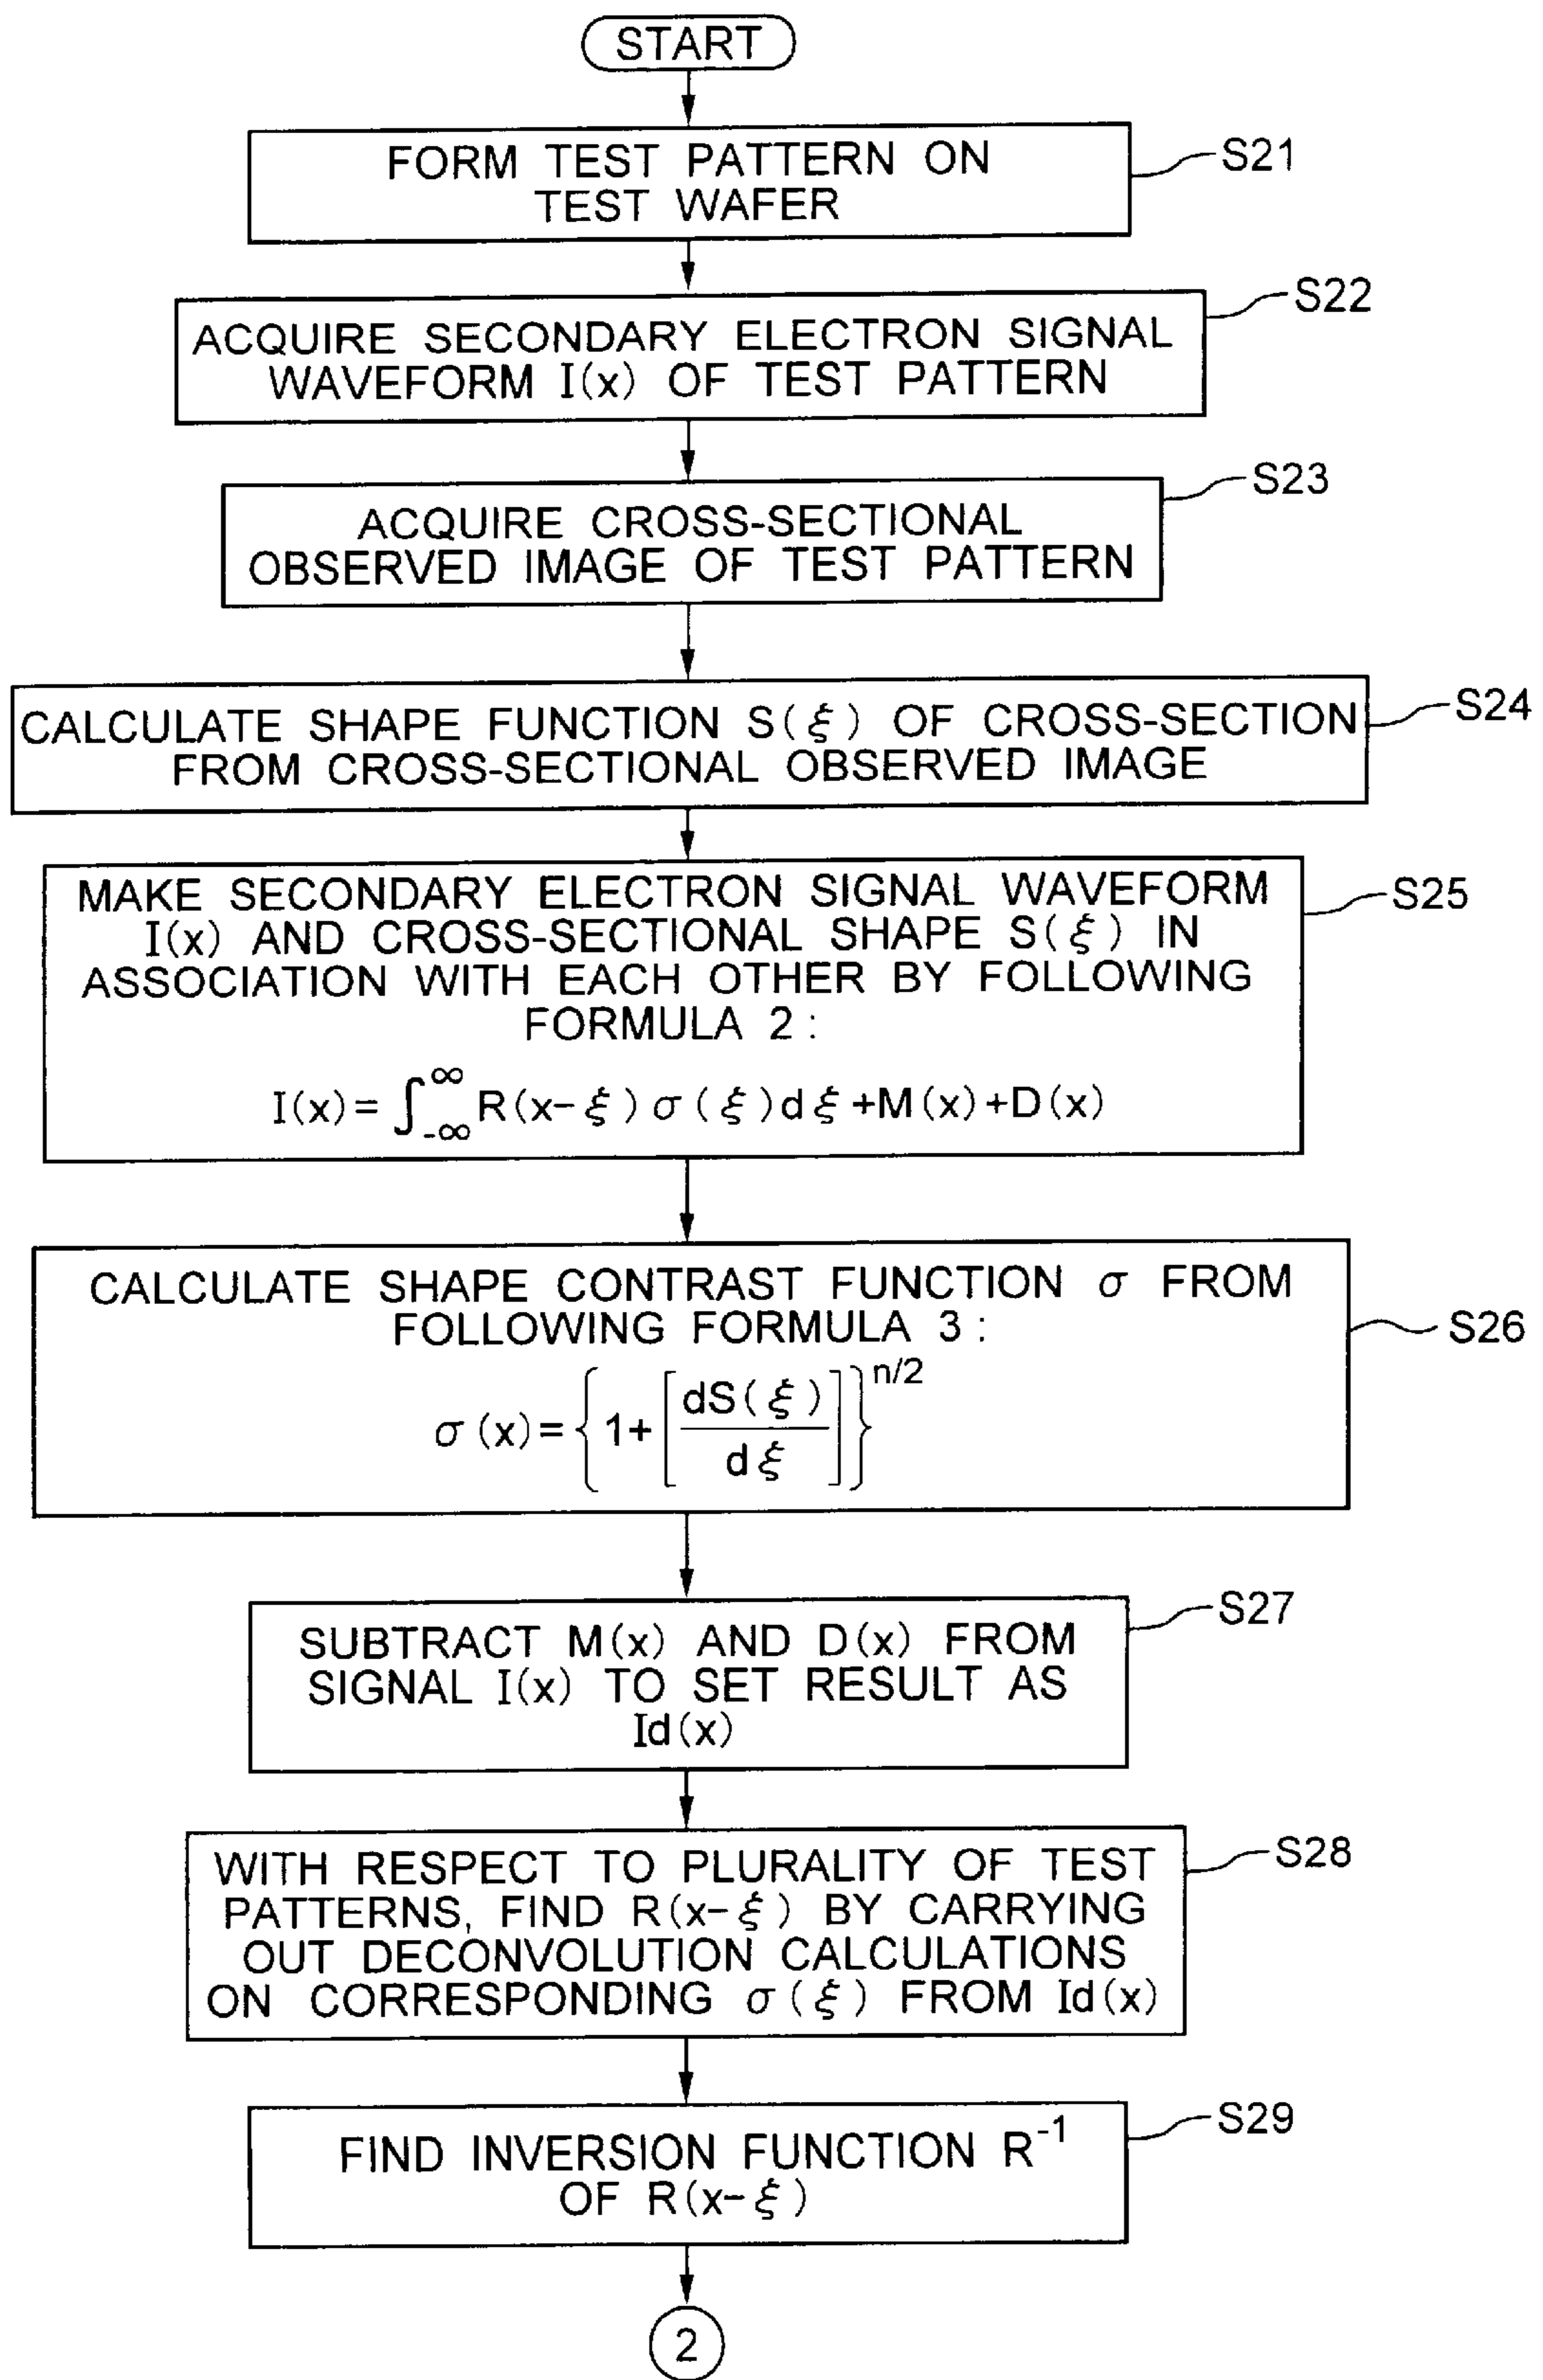 START
FORM TEST PATTERN ON
TEST WAFER
S21
ACQUIRE SECONDARY ELECTRON SIGNAL
WAVEFORM I(x) OF TEST PATTERN
S22
ACQUIRE CROSS-SECTIONAL
OBSERVED IMAGE OF TEST PATTERN
S23
CALCULATE SHAPE FUNCTION S(ξ) OF CROSS-SECTION
FROM CROSS-SECTIONAL OBSERVED IMAGE
S24
MAKE SECONDARY ELECTRON SIGNAL WAVEFORM
I(x) AND CROSS-SECTIONAL SHAPE S(ξ) IN
ASSOCIATION WITH EACH OTHER BY FOLLOWING
FORMULA 2:
I(x)=∫_{-∞}^{∞} R(x-ξ)σ(ξ)dξ+M(x)+D(x)
S25
CALCULATE SHAPE CONTRAST FUNCTION σ FROM
FOLLOWING FORMULA 3:
σ(x)={1+[dS(ξ)/dξ]}^{n/2}
S26
SUBTRACT M(x) AND D(x) FROM
SIGNAL I(x) TO SET RESULT AS
Id(x)
S27
WITH RESPECT TO PLURALITY OF TEST
PATTERNS, FIND R(x-ξ) BY CARRYING
OUT DECONVOLUTION CALCULATIONS
ON CORRESPONDING σ(ξ) FROM Id(x)
S28
FIND INVERSION FUNCTION R^{-1}
OF R(x-ξ)
S29
2